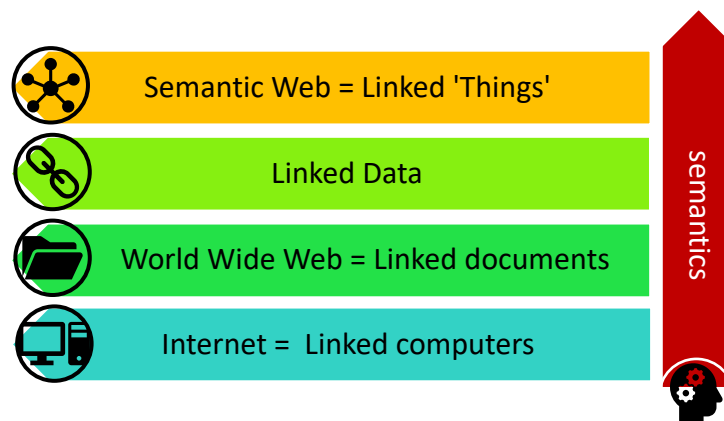 Semantic Web = Linked 'Things'
Linked Data
World Wide Web = Linked documents
Internet = Linked computers
semantics